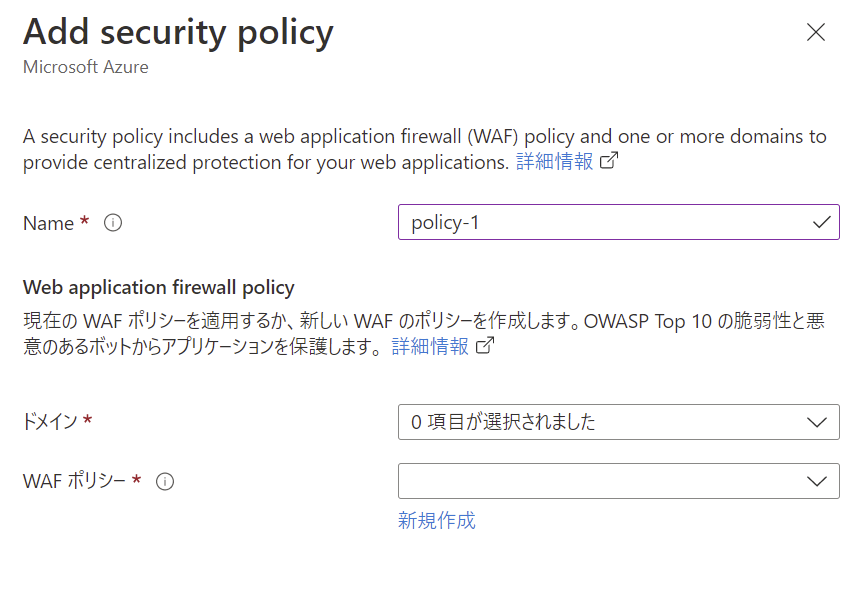 Add security policy
Microsoft Azure
A security policy includes a web application firewall (WAF) policy and one or more domains to
provide centralized protection for your web applications. 詳細情報
Name *
policy-1
Web application firewall policy
現在の WAF ポリシーを適用するか、新しい WAF のポリシーを作成します。OWASP Top 10 の脆弱性と悪
意のあるボットからアプリケーションを保護します。 詳細情報
ドメイン *
0 項目が選択されました
WAF ポリシー *
新規作成